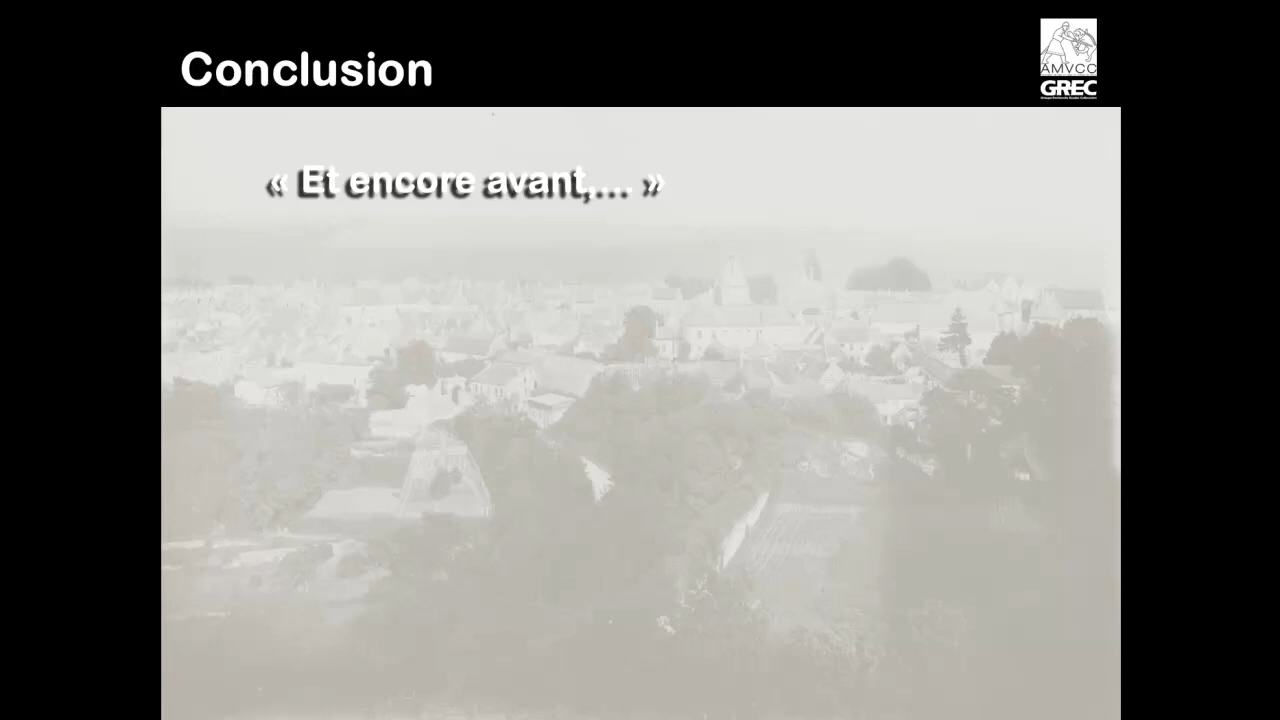 Conclusion
AMVCC
GREC
« Et encore avant,... »